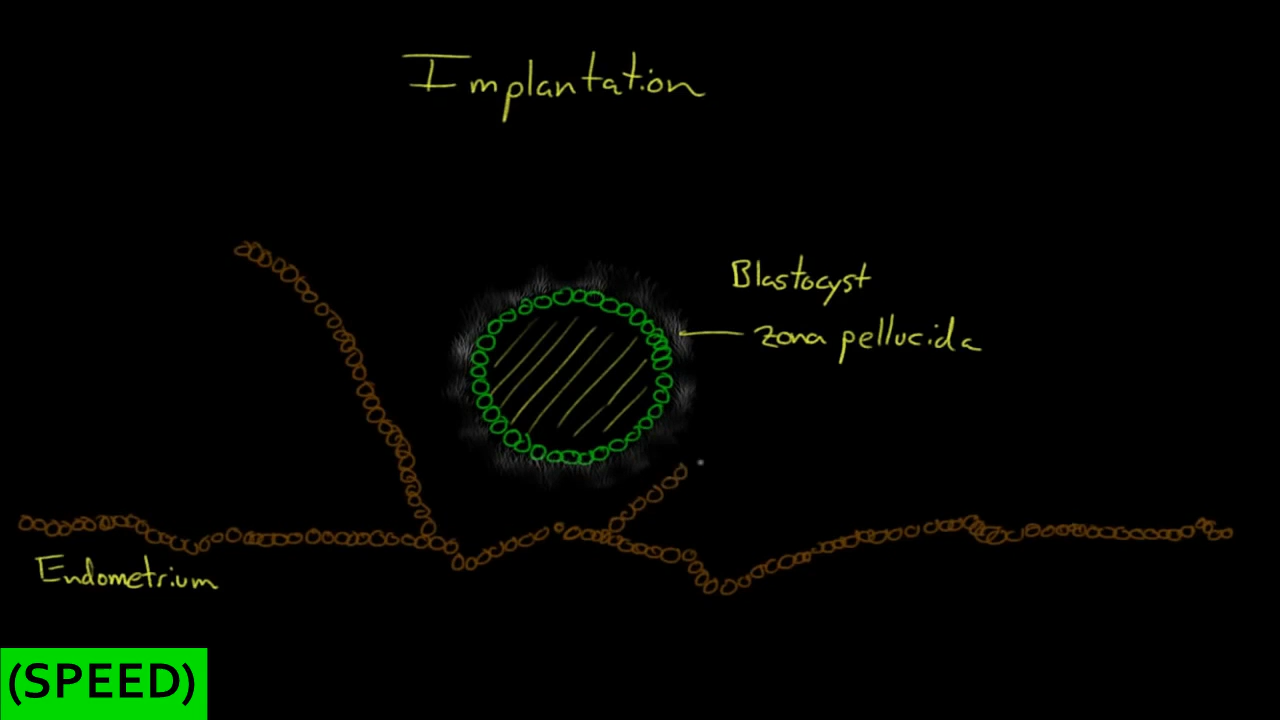 Implantation
Blastocyst
zona pellucida
Endometrium
(SPEED)